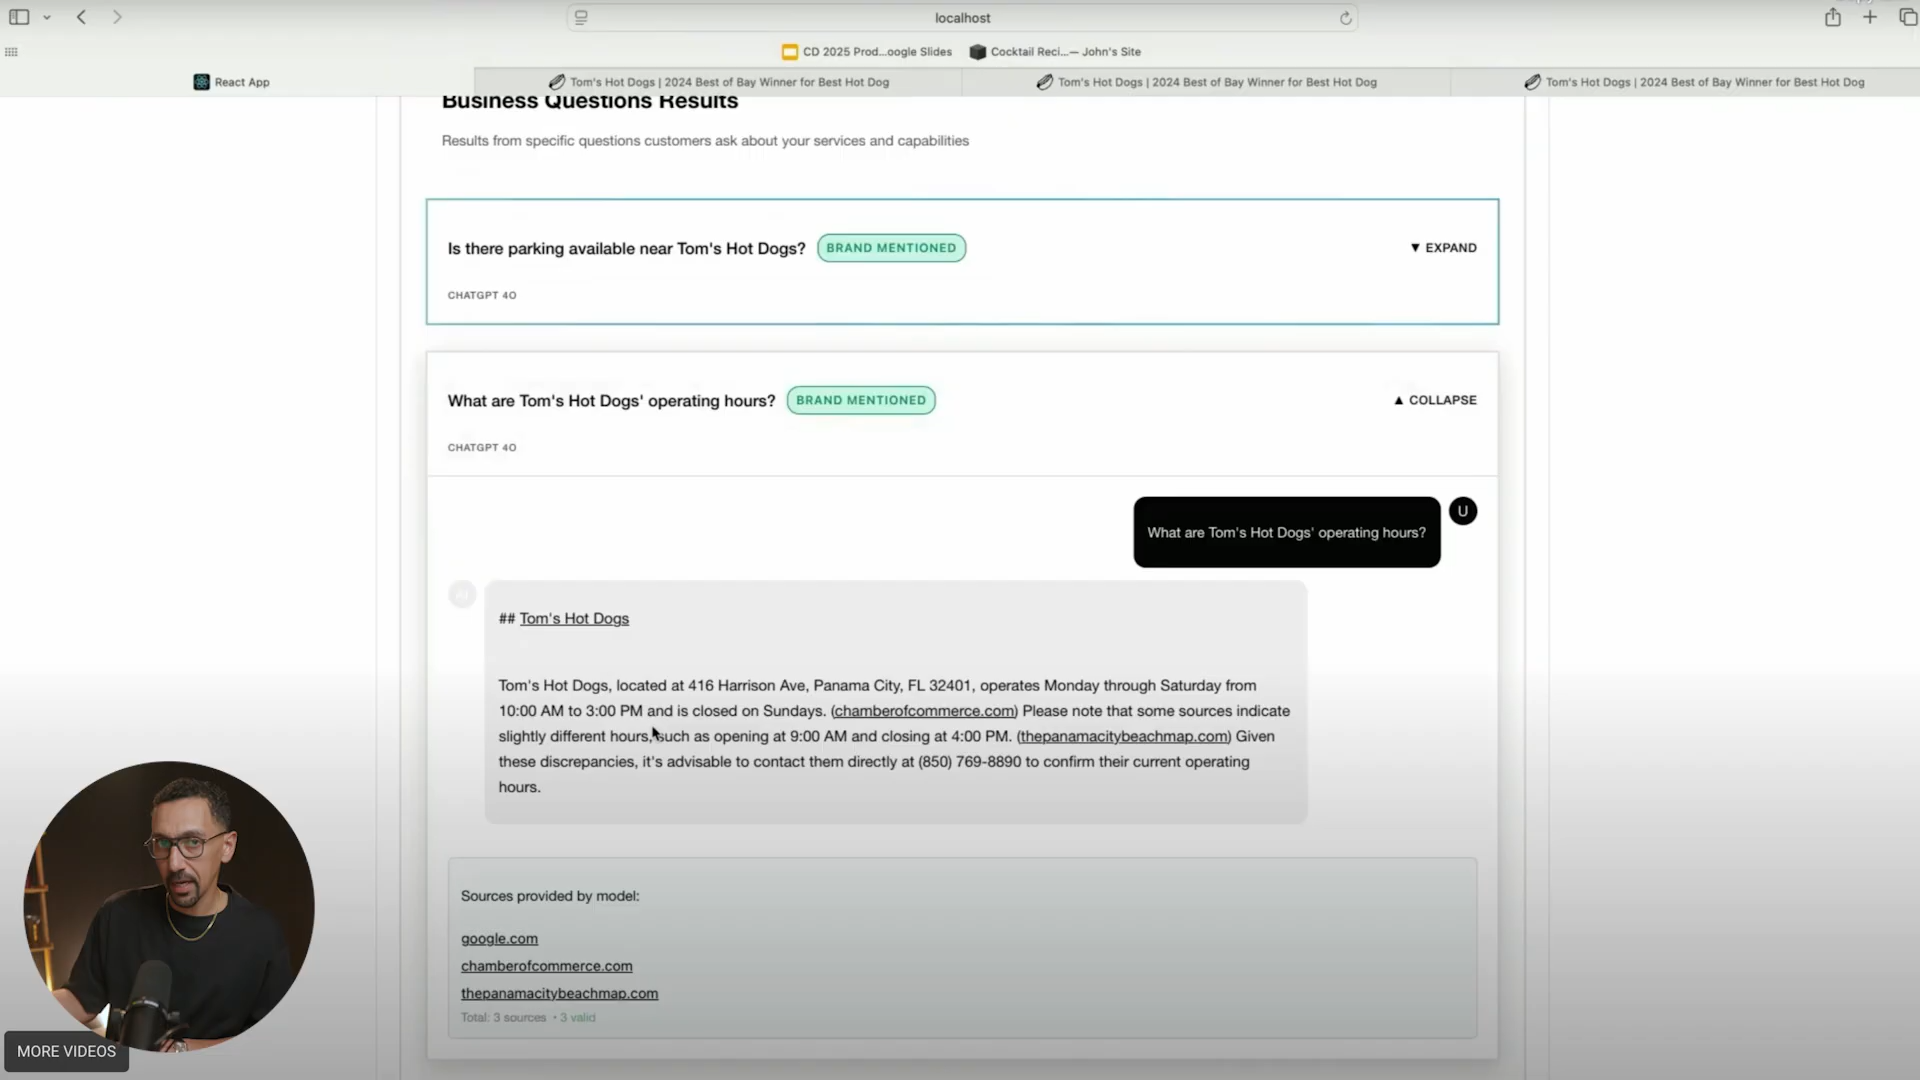 localhost
CD 2025 Prod...oogle Slides
Cocktail Reci...— John's Site
React App
Tom's Hot Dogs | 2024 Best of Bay Winner for Best Hot Dog
Tom's Hot Dogs | 2024 Best of Bay Winner for Best Hot Dog
Tom's Hot Dogs | 2024 Best of Bay Winner for Best Hot Dog
Business Questions Results
Results from specific questions customers ask about your services and capabilities
Is there parking available near Tom's Hot Dogs? BRAND MENTIONED
▼ EXPAND
CHATGPT 4O
What are Tom's Hot Dogs' operating hours? BRAND MENTIONED
▲ COLLAPSE
CHATGPT 4O
What are Tom's Hot Dogs' operating hours?
U
AI
## Tom's Hot Dogs
Tom's Hot Dogs, located at 416 Harrison Ave, Panama City, FL 32401, operates Monday through Saturday from
10:00 AM to 3:00 PM and is closed on Sundays. (chamberofcommerce.com) Please note that some sources indicate
slightly different hours, such as opening at 9:00 AM and closing at 4:00 PM. (thepanamacitybeachmap.com) Given
these discrepancies, it's advisable to contact them directly at (850) 769-8890 to confirm their current operating
hours.
Sources provided by model:
google.com
chamberofcommerce.com
thepanamacitybeachmap.com
Total: 3 sources • 3 valid
MORE VIDEOS